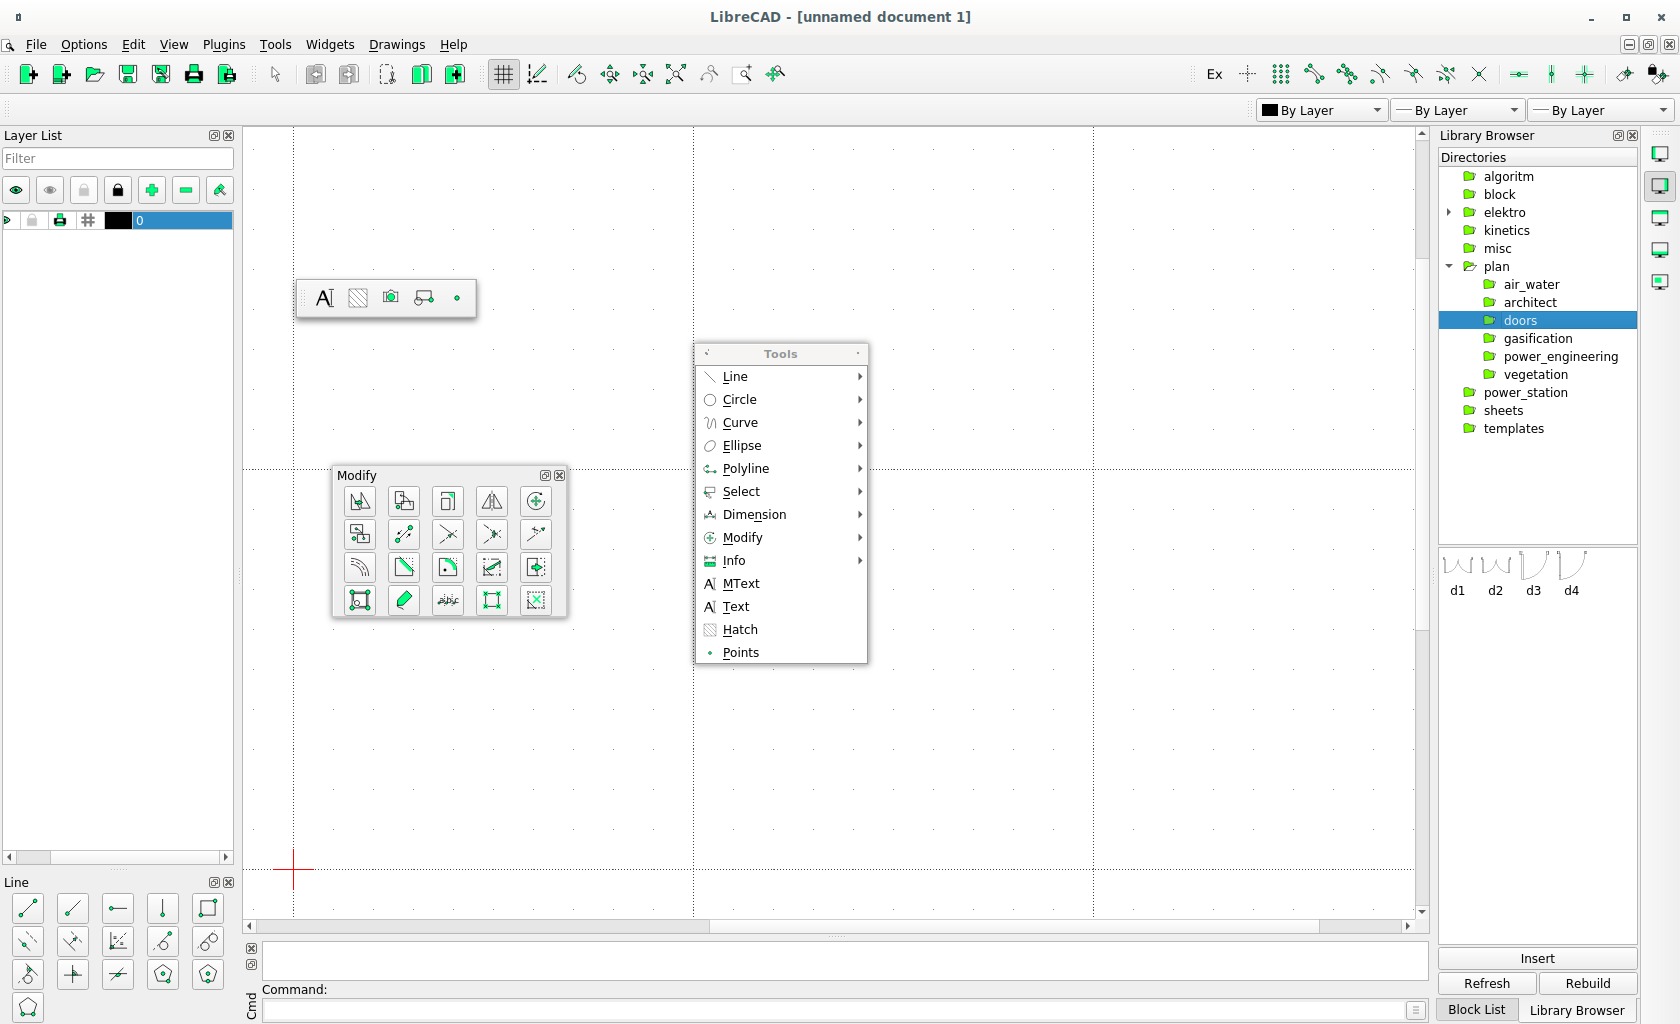 LibreCAD - [unnamed document 1]
File Options Edit View Plugins Tools Widgets Drawings Help
Ex
By Layer By Layer By Layer
Layer List
Filter
0
Line
Modify
Tools
Line
Circle
Curve
Ellipse
Polyline
Select
Dimension
Modify
Info
MText
Text
Hatch
Points
Cmd
Command:
Library Browser
Directories
algoritm
block
elektro
kinetics
misc
plan
air_water
architect
doors
gasification
power_engineering
vegetation
power_station
sheets
templates
d1 d2 d3 d4
Insert
Refresh Rebuild
Block List Library Browser